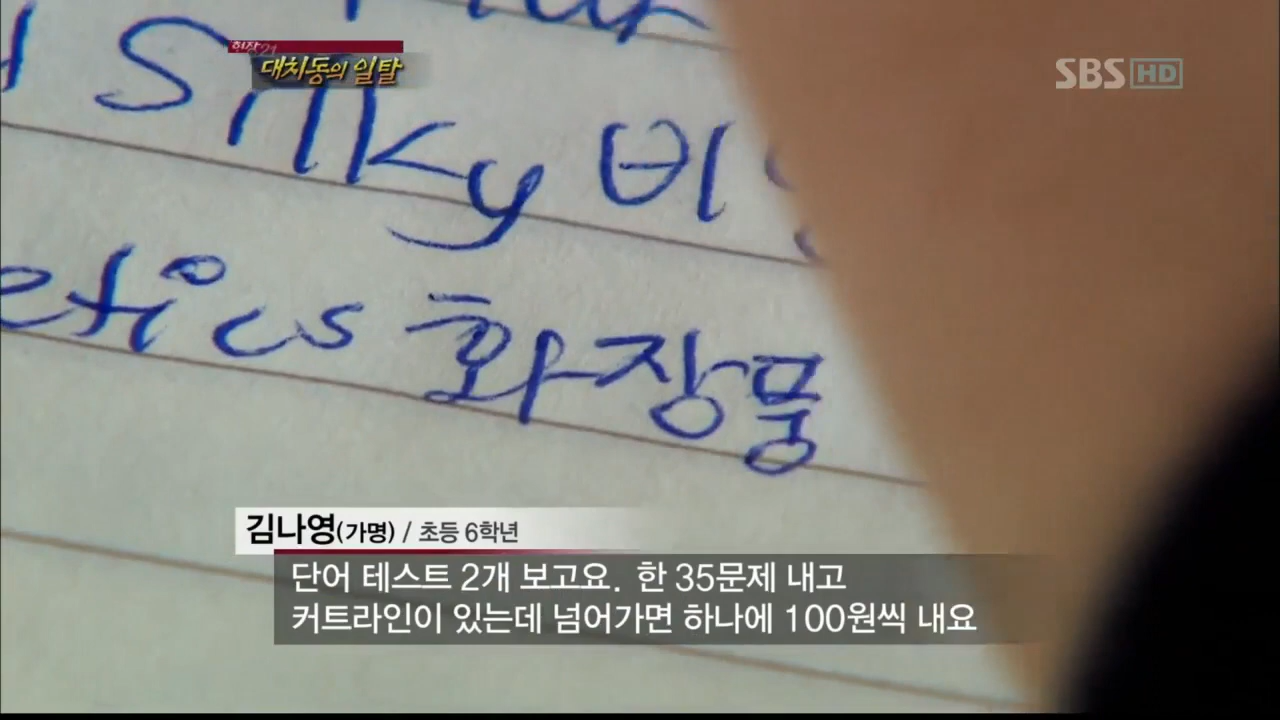 현장21
대치동의 일탈
SBS HD
Silky
etics 화장품
김나영(가명) / 초등 6학년
단어 테스트 2개 보고요. 한 35문제 내고
커트라인이 있는데 넘어가면 하나에 100원씩 내요